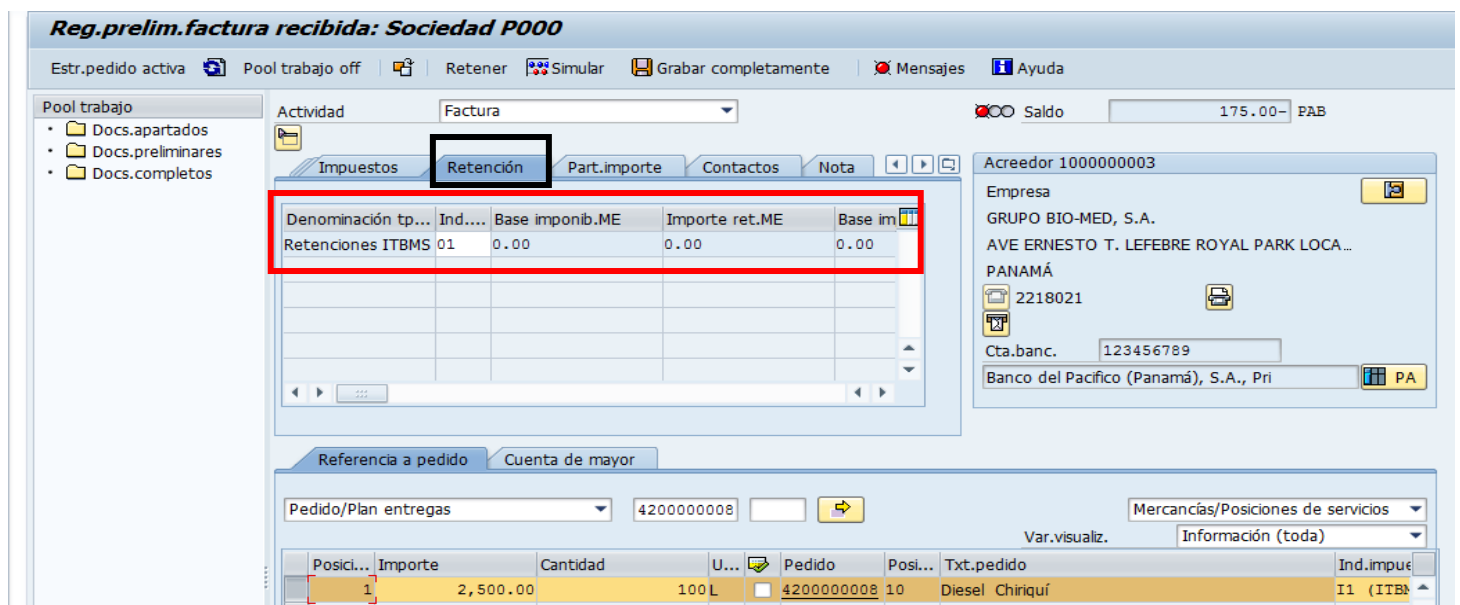 Reg.prelim.factura recibida: Sociedad P000
Estr.pedido activa Pool trabajo off Retener Simular Grabar completamente Mensajes Ayuda
Pool trabajo
Docs.apartados
Docs.preliminares
Docs.completos
Actividad Factura Saldo 175.00- PAB
Impuestos Retención Part.importe Contactos Nota
Denominación tp... Ind.... Base imponib.ME Importe ret.ME Base im
Retenciones ITBMS 01 0.00 0.00 0.00
Acreedor 1000000003
Empresa
GRUPO BIO-MED, S.A.
AVE ERNESTO T. LEFEBRE ROYAL PARK LOCA...
PANAMÁ
2218021
Cta.banc. 123456789
Banco del Pacifico (Panamá), S.A., Pri PA
Referencia a pedido Cuenta de mayor
Pedido/Plan entregas 4200000008 Mercancías/Posiciones de servicios
Var.visualiz. Información (toda)
Posici... Importe Cantidad U... Pedido Posi... Txt.pedido Ind.impue
1 2,500.00 100 L 4200000008 10 Diesel Chiriquí I1 (ITBM